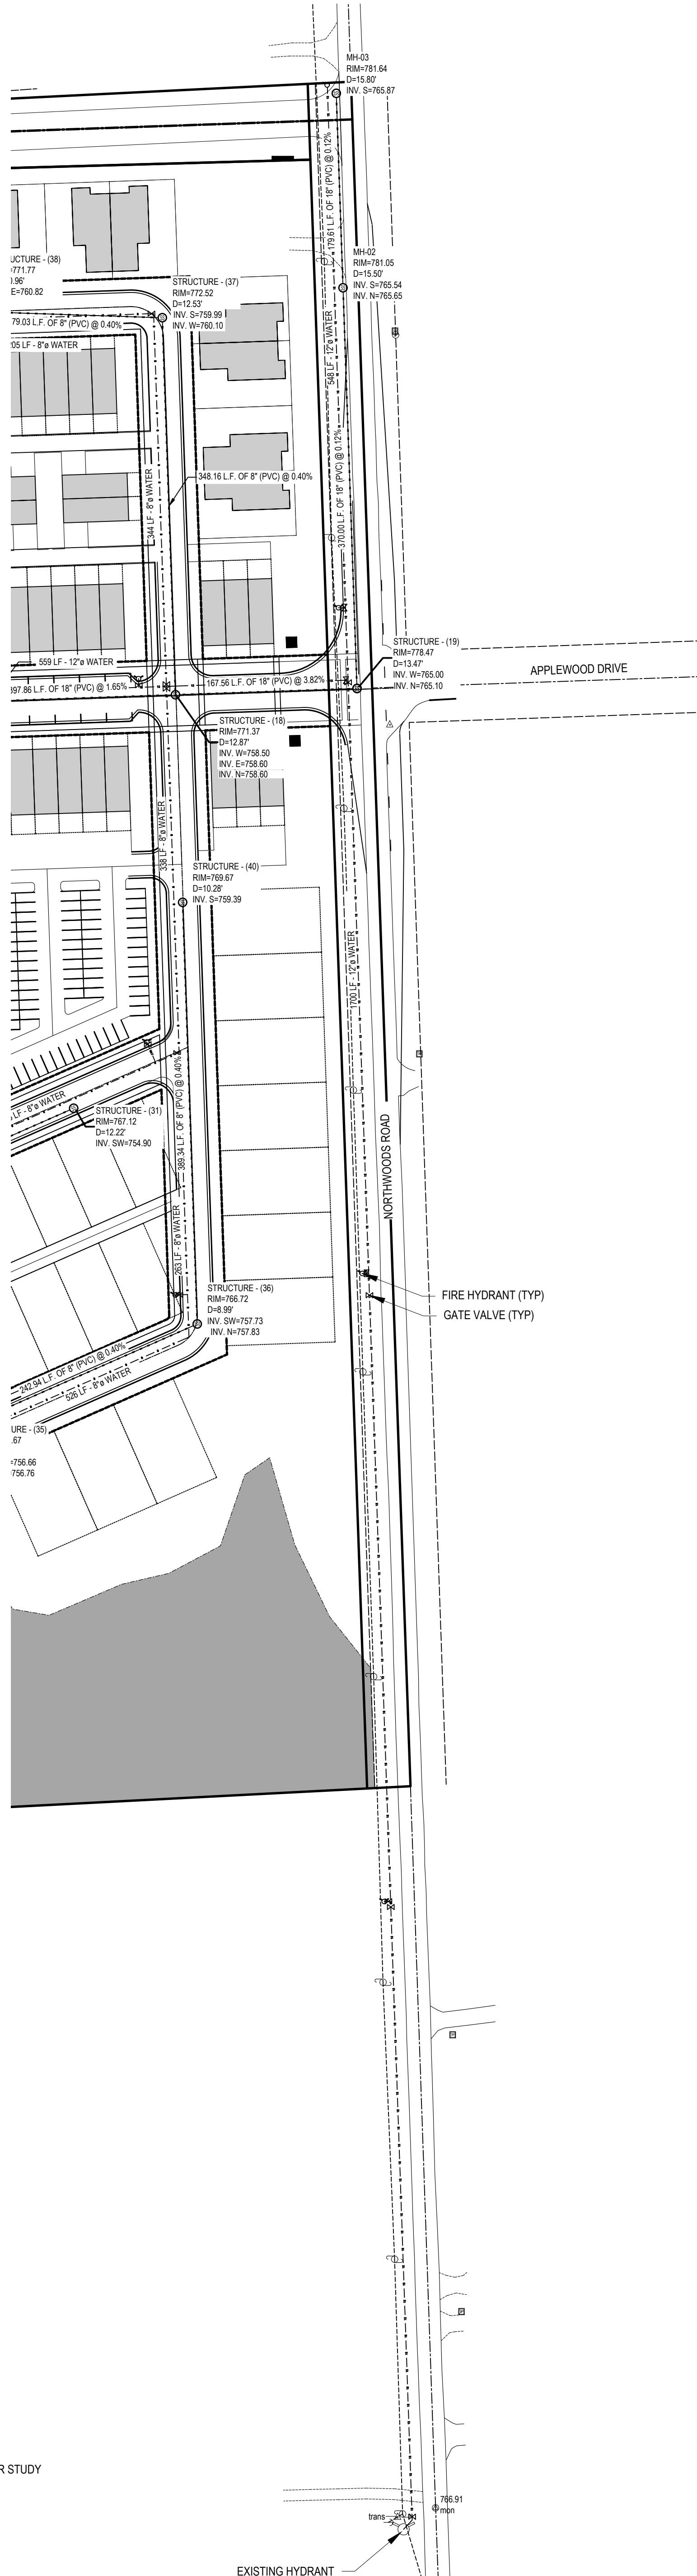 MH-03
RIM=781.64
D=15.80'
INV. S=765.87
179.61 L.F. OF 18" (PVC) @ 0.12%
MH-02
RIM=781.05
D=15.50'
INV. S=765.54
INV. N=765.65
UCTURE - (38)
=771.77
0.96'
E=760.82
STRUCTURE - (37)
RIM=772.52
D=12.53'
INV. S=759.99
INV. W=760.10
79.03 L.F. OF 8" (PVC) @ 0.40%
205 LF - 8"ø WATER
548 LF - 12"ø WATER
370.00 L.F. OF 18" (PVC) @ 0.12%
348.16 L.F. OF 8" (PVC) @ 0.40%
344 LF - 8"ø WATER
STRUCTURE - (19)
RIM=778.47
D=13.47'
INV. W=765.00
INV. N=765.10
APPLEWOOD DRIVE
559 LF - 12"ø WATER
397.86 L.F. OF 18" (PVC) @ 1.65%
167.56 L.F. OF 18" (PVC) @ 3.82%
STRUCTURE - (18)
RIM=771.37
D=12.87'
INV. W=758.50
INV. E=758.60
INV. N=758.60
338 LF - 8"ø WATER
STRUCTURE - (40)
RIM=769.67
D=10.28'
INV. S=759.39
1700 LF - 12"ø WATER
389.34 L.F. OF 8" (PVC) @ 0.40%
LF - 8"ø WATER
STRUCTURE - (31)
RIM=767.12
D=12.22'
INV. SW=754.90
NORTHWOODS ROAD
263 LF - 8"ø WATER
STRUCTURE - (36)
RIM=766.72
D=8.99'
INV. SW=757.73
INV. N=757.83
FIRE HYDRANT (TYP)
GATE VALVE (TYP)
242.94 L.F. OF 8" (PVC) @ 0.40%
526 LF - 8"ø WATER
URE - (35)
.67
=756.66
756.76
R STUDY
766.91
mon
trans
EXISTING HYDRANT